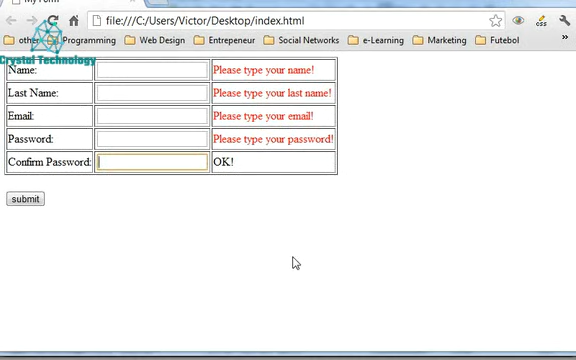 My Form
file:///C:/Users/Victor/Desktop/index.html
other Programming Web Design Entrepeneur Social Networks e-Learning Marketing Futebol
Crystal Technology
Name: Please type your name!
Last Name: Please type your last name!
Email: Please type your email!
Password: Please type your password!
Confirm Password: OK!
submit